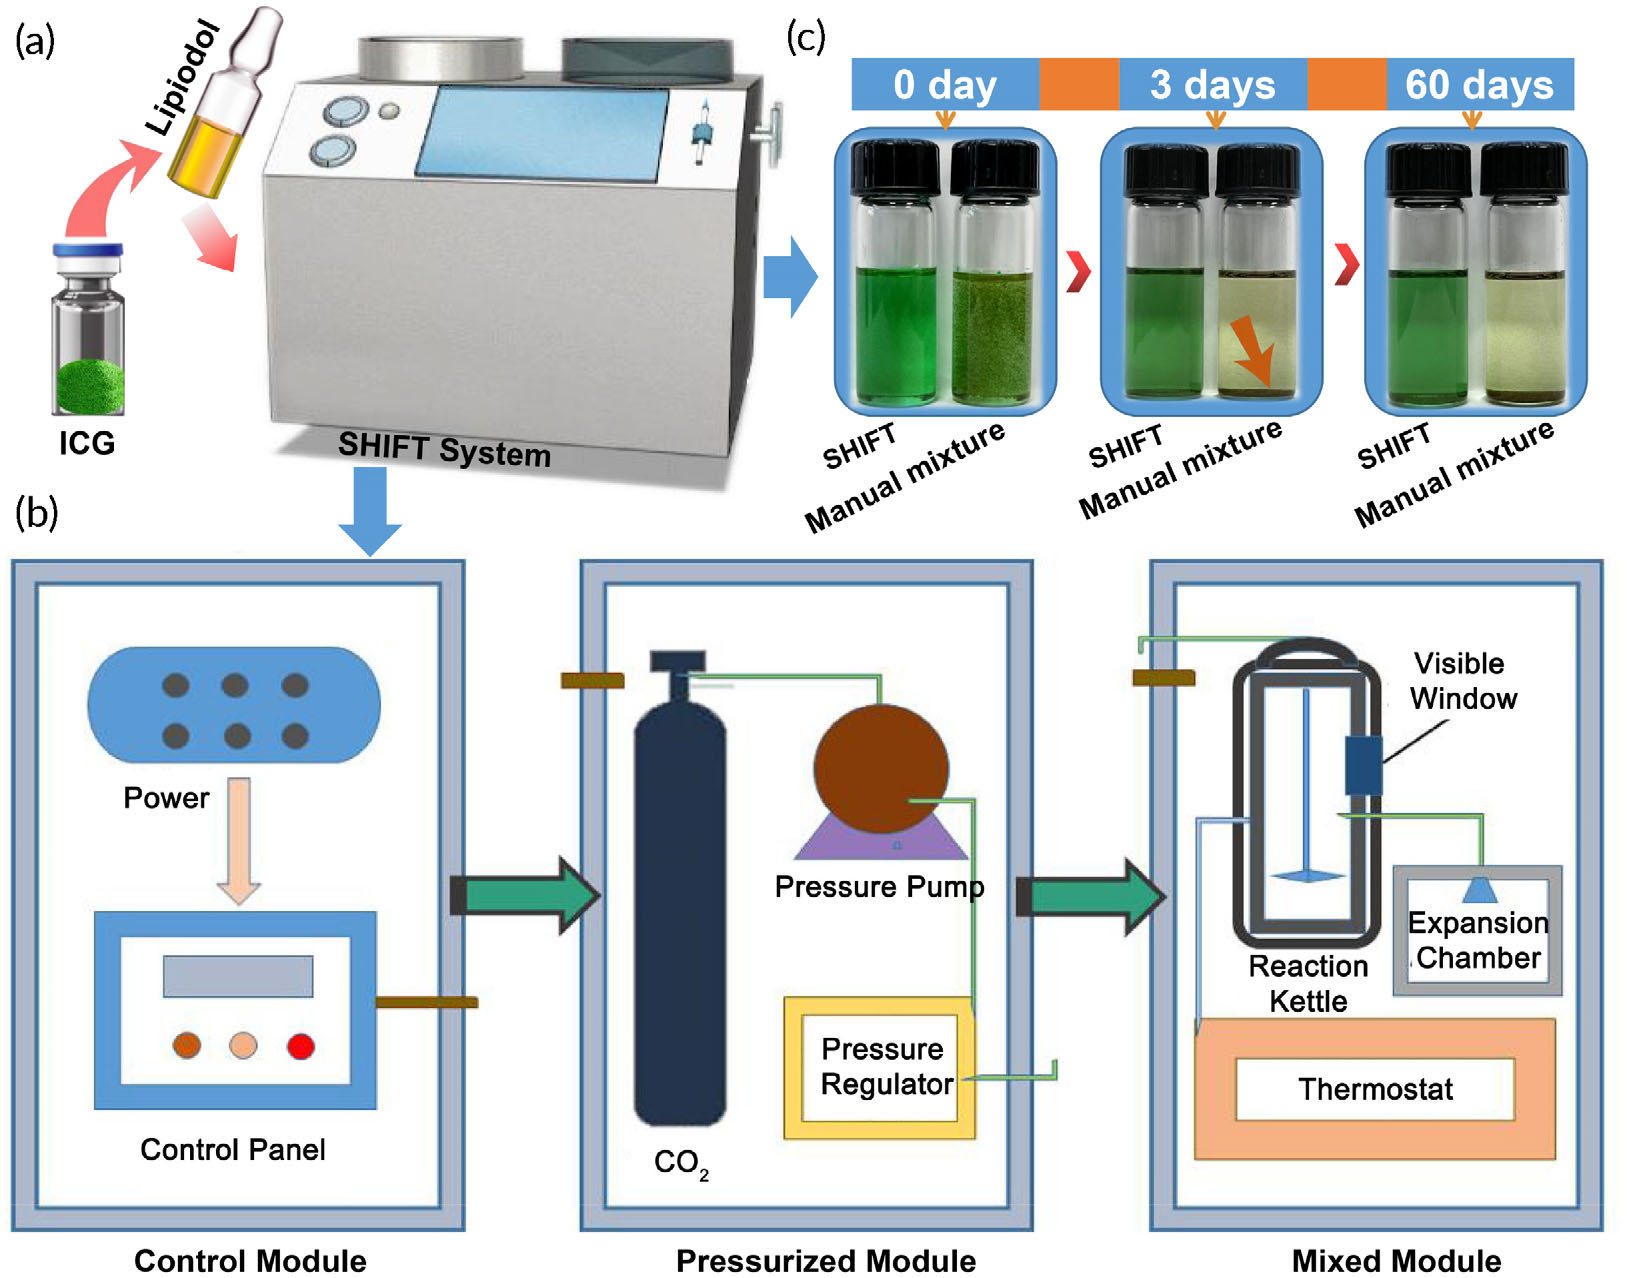 (a)
Lipiodol
ICG
SHIFT System
(c)
0 day
3 days
60 days
SHIFT
Manual mixture
SHIFT
Manual mixture
SHIFT
Manual mixture
(b)
Power
Control Panel
Control Module
Pressure Pump
Pressure
Regulator
CO₂
Pressurized Module
Visible
Window
Expansion
Chamber
Reaction
Kettle
Thermostat
Mixed Module